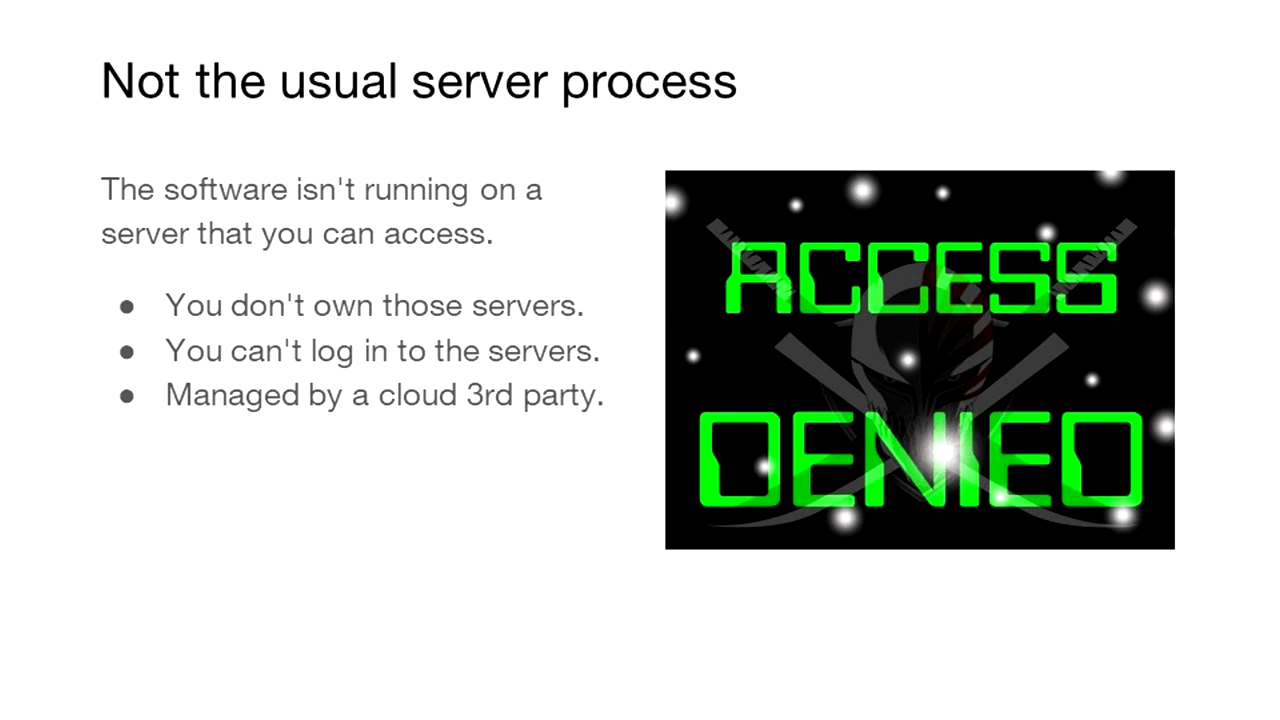 Not the usual server process
The software isn't running on a
server that you can access.
● You don't own those servers.
● You can't log in to the servers.
● Managed by a cloud 3rd party.
ACCESS
DENIED